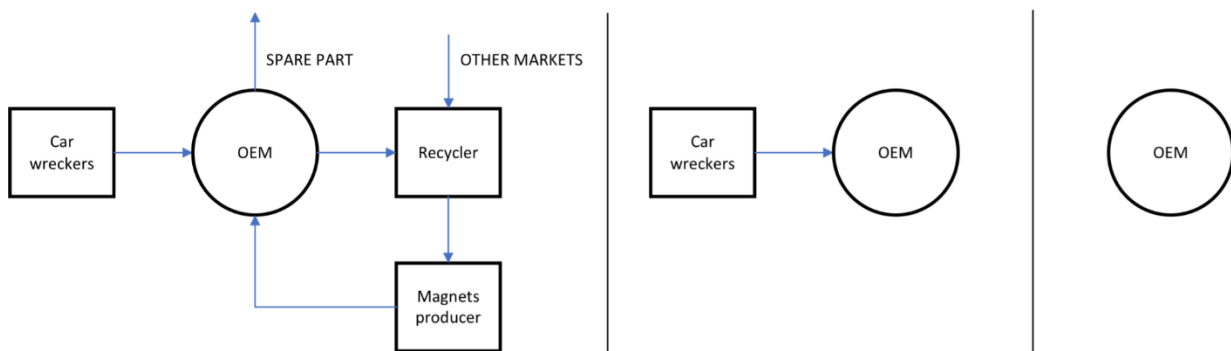 SPARE PART
OTHER MARKETS
Car
wreckers
OEM
Recycler
Magnets
producer
Car
wreckers
OEM
OEM